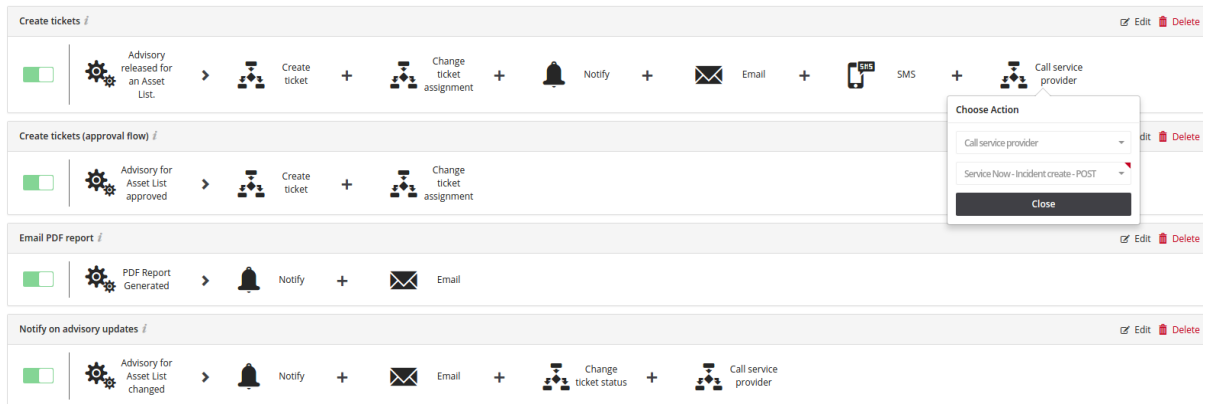 Create tickets i
Edit Delete
Advisory
released for
an Asset
List.
Create
ticket
Change
ticket
assignment
Notify
Email
SMS
SMS
Call service
provider
Choose Action
Call service provider
Service Now - Incident create - POST
Close
Create tickets (approval flow) i
dit Delete
Advisory for
Asset List
approved
Create
ticket
Change
ticket
assignment
Email PDF report i
Edit Delete
PDF Report
Generated
Notify
Email
Notify on advisory updates i
Edit Delete
Advisory for
Asset List
changed
Notify
Email
Change
ticket status
Call service
provider